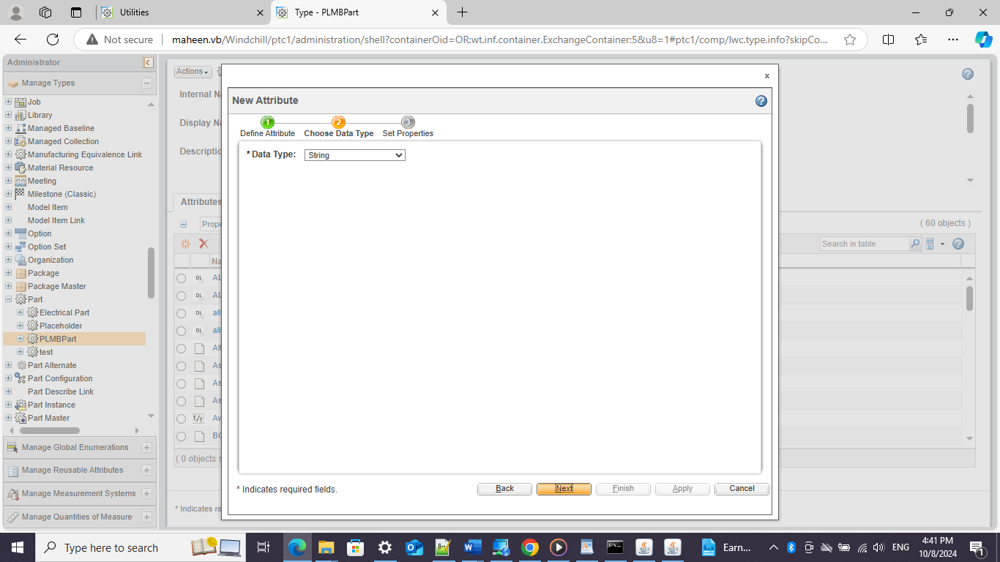 Utilities
Type - PLMBPart
Not secure
maheen.vb/Windchill/ptc1/administration/shell?containerOid=OR:wt.inf.container.ExchangeContainer:5&u8=1#ptc1/comp/lwc.type.info?skipCo...
Administrator
Manage Types
Job
Library
Managed Baseline
Managed Collection
Manufacturing Equivalence Link
Material Resource
Meeting
Milestone (Classic)
Model Item
Model Item Link
Option
Option Set
Organization
Package
Package Master
Part
Electrical Part
Placeholder
PLMBPart
test
Part Alternate
Part Configuration
Part Describe Link
Part Instance
Part Master
Manage Global Enumerations
Manage Reusable Attributes
Manage Measurement Systems
Manage Quantities of Measure
Actions
Internal Na
Display Na
Descriptio
Attributes
Prope
( 60 objects )
Search in table
Na
DL AL
DL AL
DL all
DL all
Alt
As
As
As
t/f Av
BO
( 0 objects s
* Indicates re
x
New Attribute
1 2 3
Define Attribute Choose Data Type Set Properties
* Data Type: String
* Indicates required fields.
Back Next Finish Apply Cancel
Type here to search
Earn...
ENG
4:41 PM
10/8/2024
1